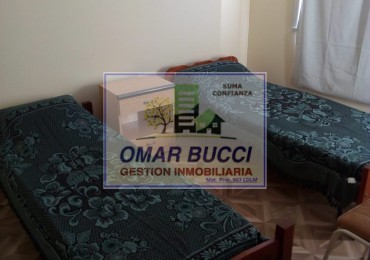 SUMA
CONFIANZA
OMAR BUCCI
GESTION INMOBILIARIA